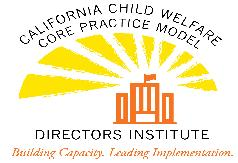 CALIFORNIA CHILD WELFARE
CORE PRACTICE MODEL
DIRECTORS INSTITUTE
Building Capacity. Leading Implementation.